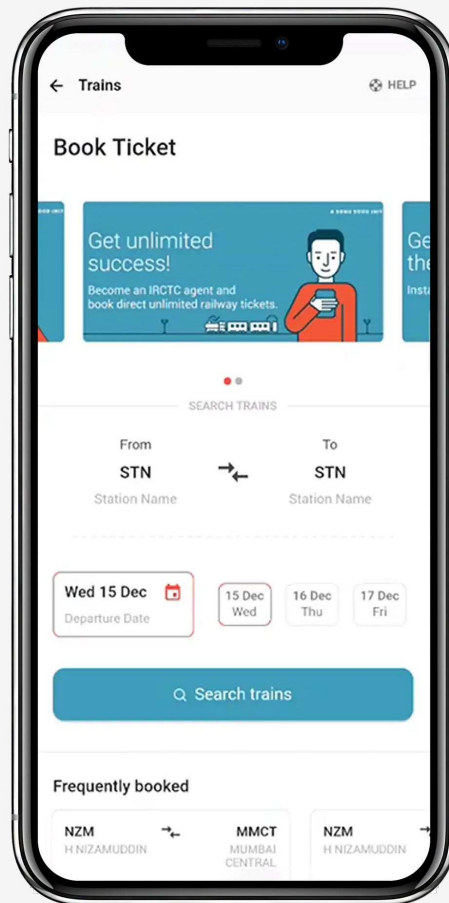 Trains
HELP
Book Ticket
Get unlimited
success!
Become an IRCTC agent and
book direct unlimited railway tickets.
Ge
the
Insta
SEARCH TRAINS
From
To
STN
STN
Station Name
Station Name
Wed 15 Dec
Departure Date
15 Dec
Wed
16 Dec
Thu
17 Dec
Fri
Search trains
Frequently booked
NZM
MMCT
H NIZAMUDDIN
MUMBAI
CENTRAL
NZM
H NIZAMUDDIN